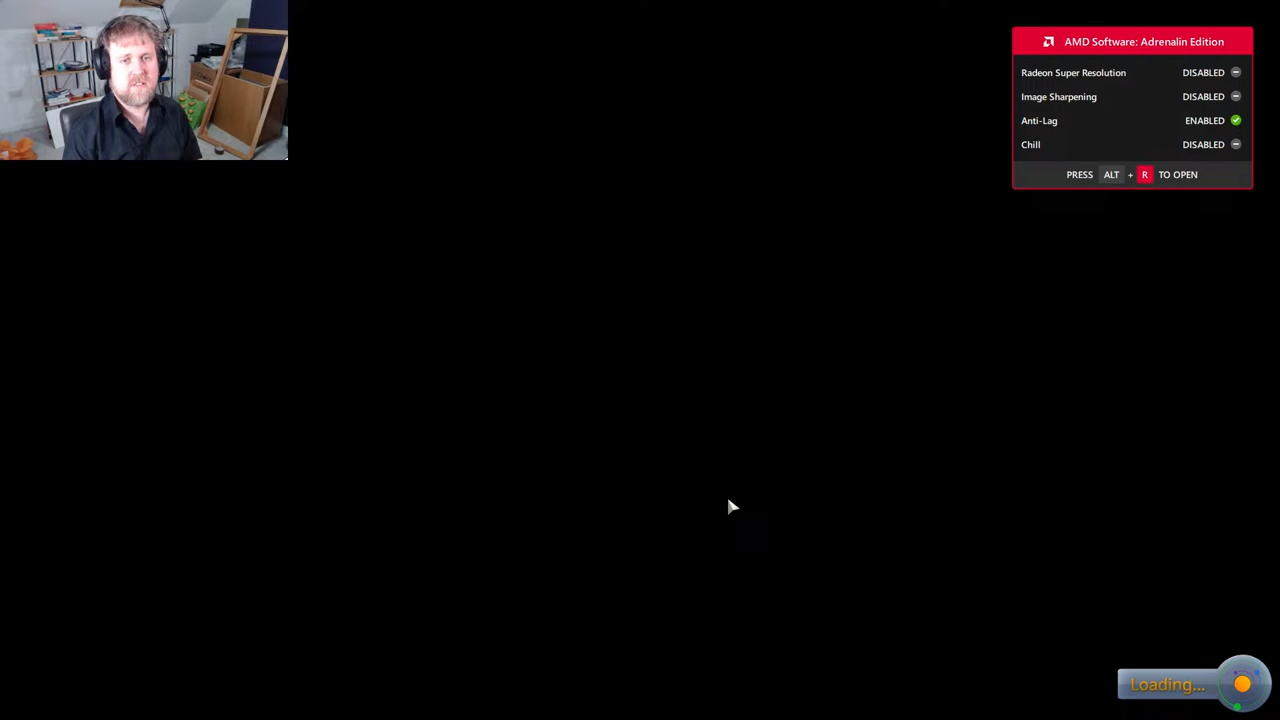 AMD Software: Adrenalin Edition
Radeon Super Resolution DISABLED
Image Sharpening DISABLED
Anti-Lag ENABLED
Chill DISABLED
PRESS ALT + R TO OPEN
Loading...